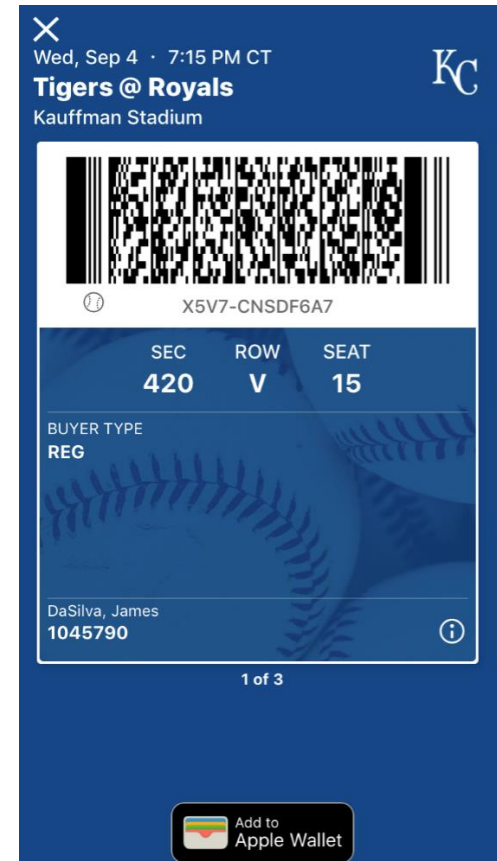 Wed, Sep 4 · 7:15 PM CT
Tigers @ Royals
KC
Kauffman Stadium
X5V7-CNSDF6A7
SEC ROW SEAT
420 V 15
BUYER TYPE
REG
DaSilva, James
1045790
1 of 3
Add to
Apple Wallet